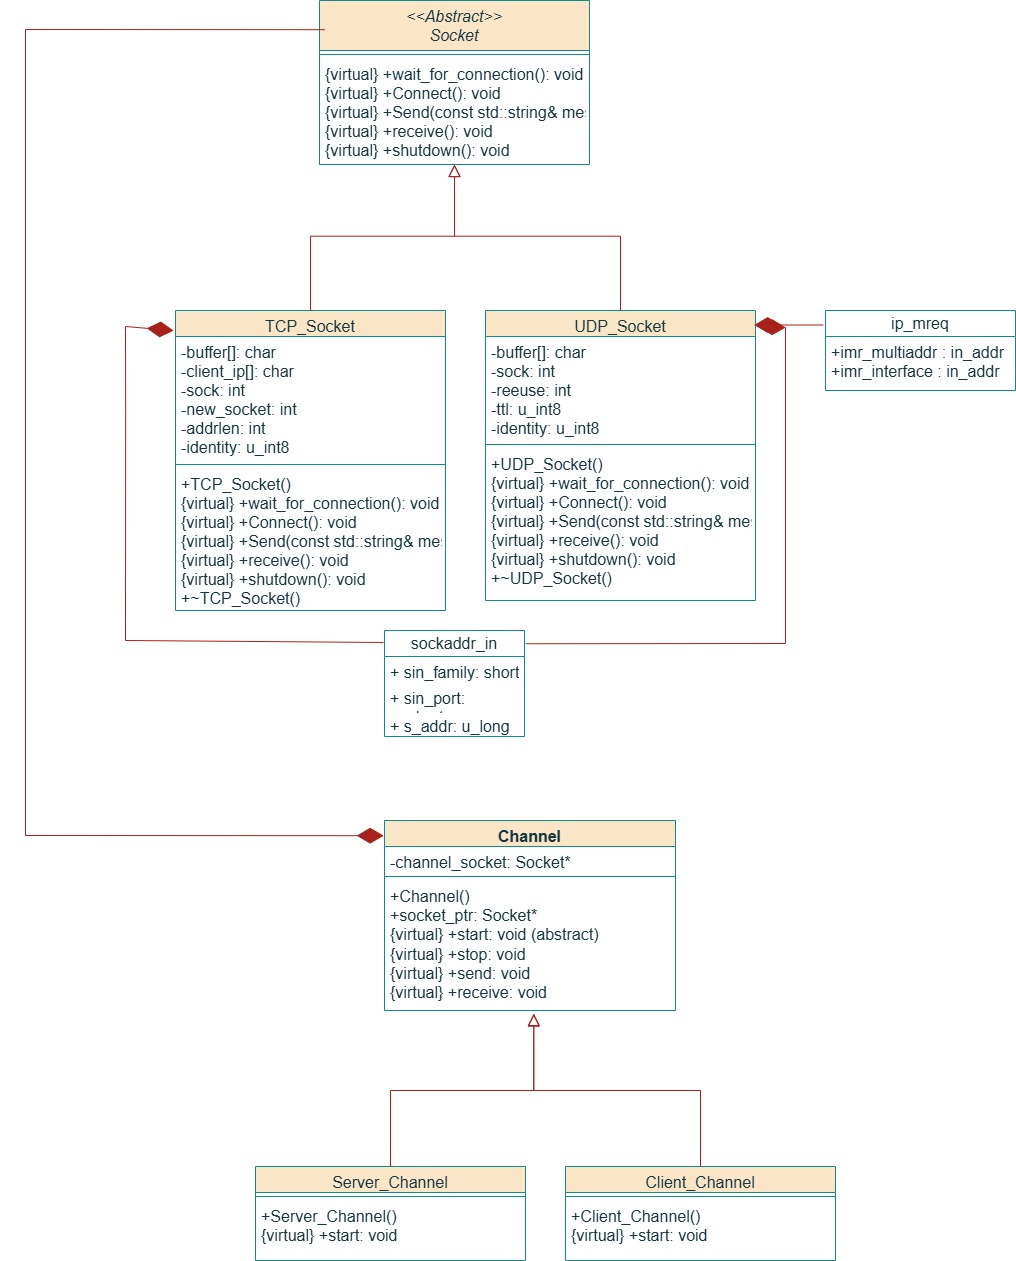 <<Abstract>>
Socket
{virtual} +wait_for_connection(): void
{virtual} +Connect(): void
{virtual} +Send(const std::string& me
{virtual} +receive(): void
{virtual} +shutdown(): void
TCP_Socket
-buffer[]: char
-client_ip[]: char
-sock: int
-new_socket: int
-addrlen: int
-identity: u_int8
+TCP_Socket()
{virtual} +wait_for_connection(): void
{virtual} +Connect(): void
{virtual} +Send(const std::string& me
{virtual} +receive(): void
{virtual} +shutdown(): void
+~TCP_Socket()
UDP_Socket
-buffer[]: char
-sock: int
-reeuse: int
-ttl: u_int8
-identity: u_int8
+UDP_Socket()
{virtual} +wait_for_connection(): void
{virtual} +Connect(): void
{virtual} +Send(const std::string& me
{virtual} +receive(): void
{virtual} +shutdown(): void
+~UDP_Socket()
ip_mreq
+imr_multiaddr : in_addr
+imr_interface : in_addr
sockaddr_in
+ sin_family: short
+ sin_port:
+ s_addr: u_long
Channel
-channel_socket: Socket*
+Channel()
+socket_ptr: Socket*
{virtual} +start: void (abstract)
{virtual} +stop: void
{virtual} +send: void
{virtual} +receive: void
Server_Channel
+Server_Channel()
{virtual} +start: void
Client_Channel
+Client_Channel()
{virtual} +start: void